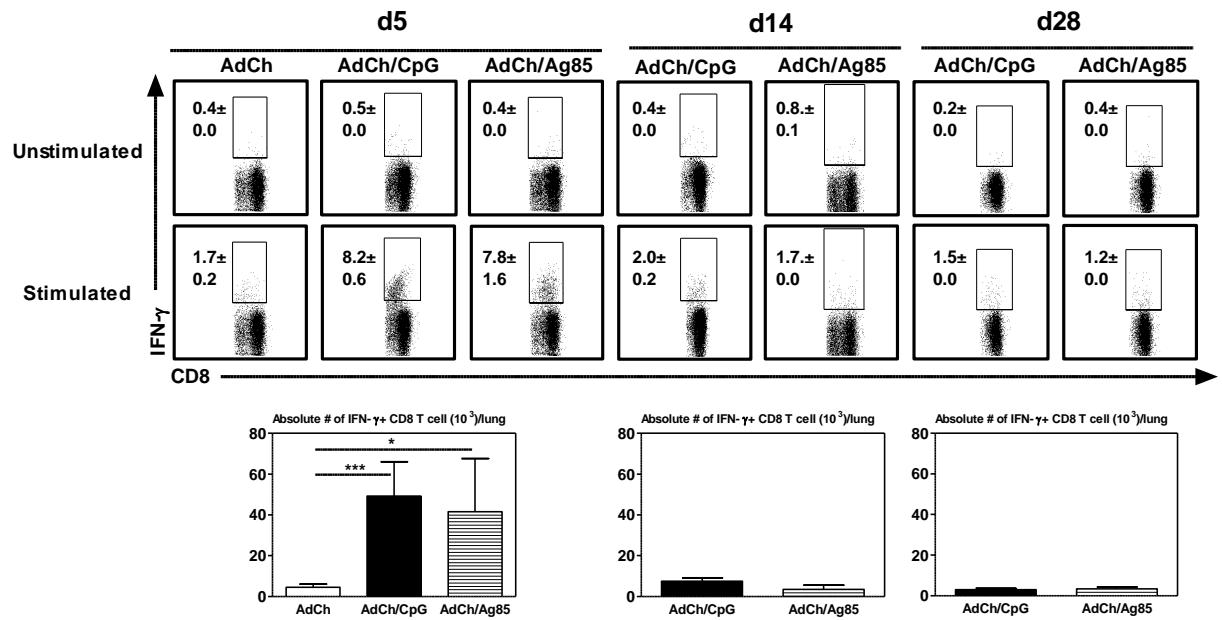 d5 d14 d28
AdCh AdCh/CpG AdCh/Ag85 AdCh/CpG AdCh/Ag85 AdCh/CpG AdCh/Ag85
Unstimulated
0.4± 0.5± 0.4± 0.4± 0.8.± 0.2± 0.4±
0.0 0.0 0.0 0.0 0.1 0.0 0.0
Stimulated
1.7± 8.2± 7.8± 2.0± 1.7.± 1.5± 1.2±
0.2 0.6 1.6 0.2 0.0 0.0 0.0
IFN-γ
CD8
Absolute # of IFN-γ+ CD8 T cell (10³)/lung
80
60
40
20
0
*
***
AdCh AdCh/CpG AdCh/Ag85
Absolute # of IFN-γ+ CD8 T cell (10³)/lung
80
60
40
20
0
AdCh/CpG AdCh/Ag85
Absolute # of IFN-γ+ CD8 T cell (10³)/lung
80
60
40
20
0
AdCh/CpG AdCh/Ag85